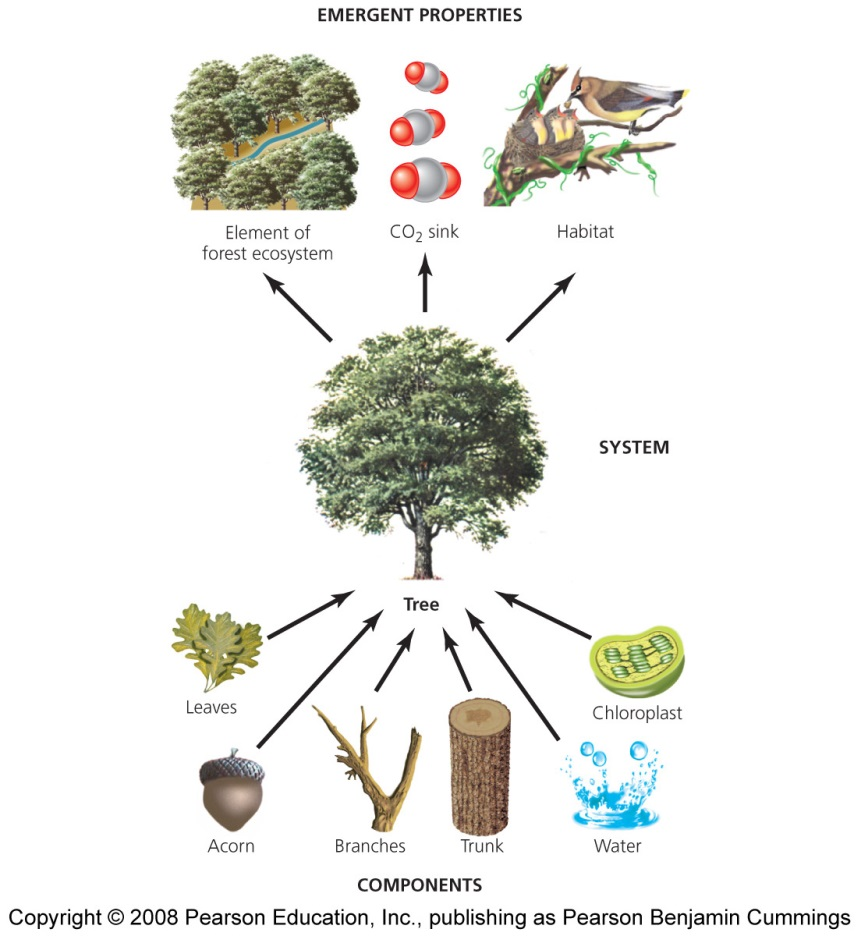 EMERGENT PROPERTIES
Element of
forest ecosystem
CO₂ sink
Habitat
SYSTEM
Tree
Leaves
Chloroplast
Acorn
Branches
Trunk
Water
COMPONENTS
Copyright © 2008 Pearson Education, Inc., publishing as Pearson Benjamin Cummings